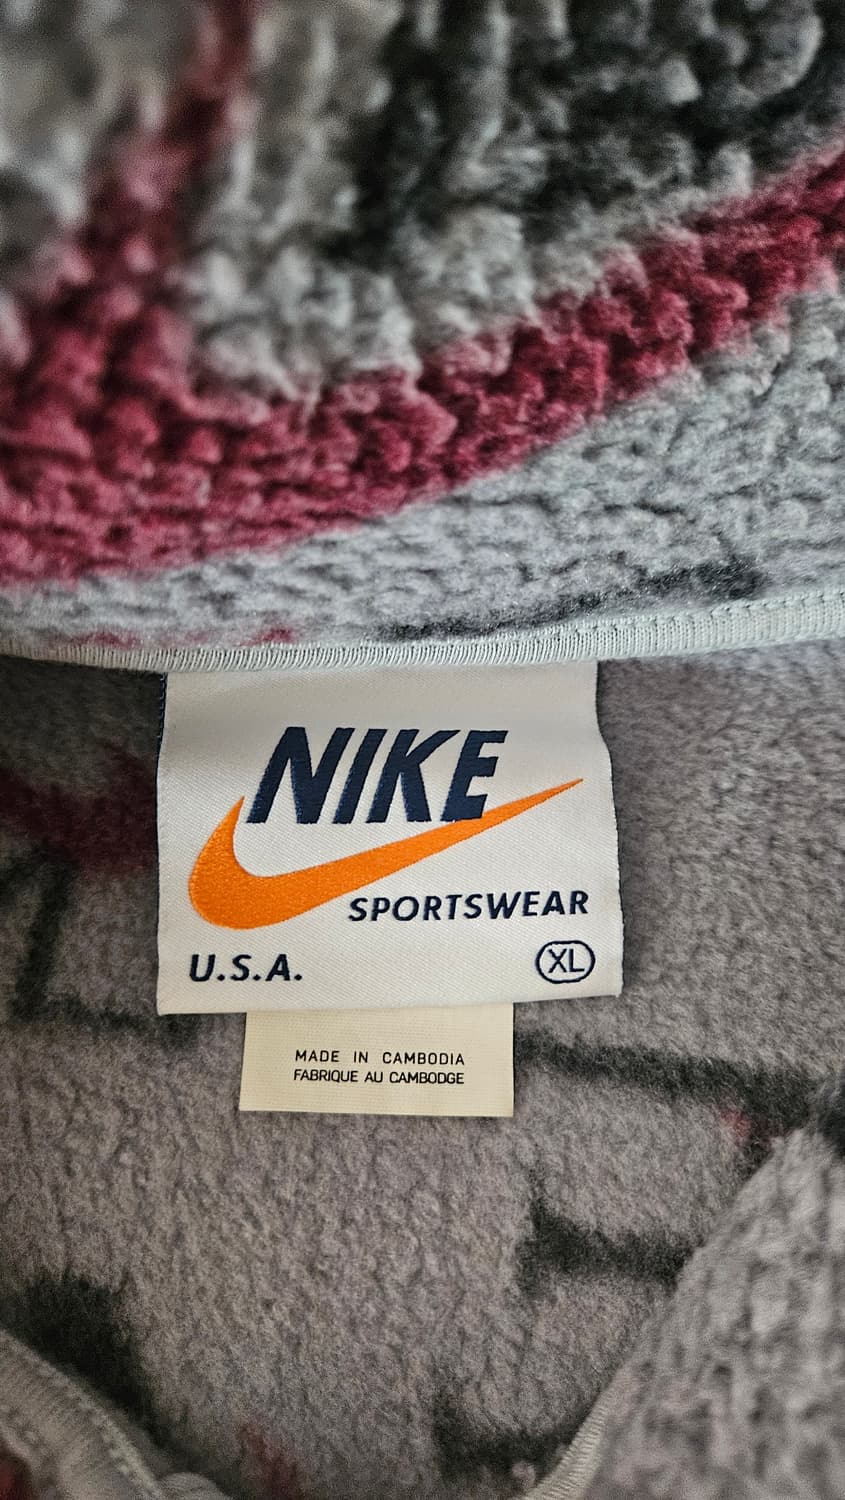 NIKE
SPORTSWEAR
U.S.A. XL
MADE IN CAMBODIA
FABRIQUE AU CAMBODGE